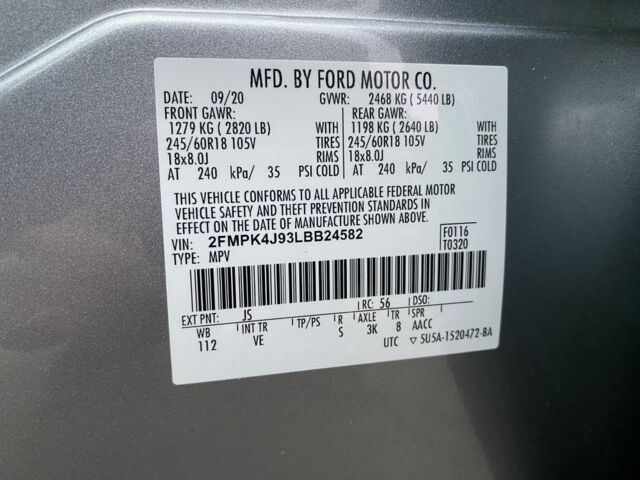 MFD. BY FORD MOTOR CO.
DATE: 09/20 GVWR: 2468 KG ( 5440 LB)
FRONT GAWR: REAR GAWR:
1279 KG ( 2820 LB) WITH 1198 KG ( 2640 LB) WITH
245/60R18 105V TIRES 245/60R18 105V TIRES
18x8.0J RIMS 18x8.0J RIMS
AT 240 kPa/ 35 PSI COLD AT 240 kPa/ 35 PSI COLD
THIS VEHICLE CONFORMS TO ALL APPLICABLE FEDERAL MOTOR
VEHICLE SAFETY AND THEFT PREVENTION STANDARDS IN
EFFECT ON THE DATE OF MANUFACTURE SHOWN ABOVE.
VIN: 2FMPK4J93LBB24582 F0116
TYPE: MPV T0320
EXT PNT: JS RC: 56 DSO:
WB INT TR TP/PS R AXLE TR SPR
112 VE S 3K 8 AACC
UTC ▽ 5U5A-1520472-BA